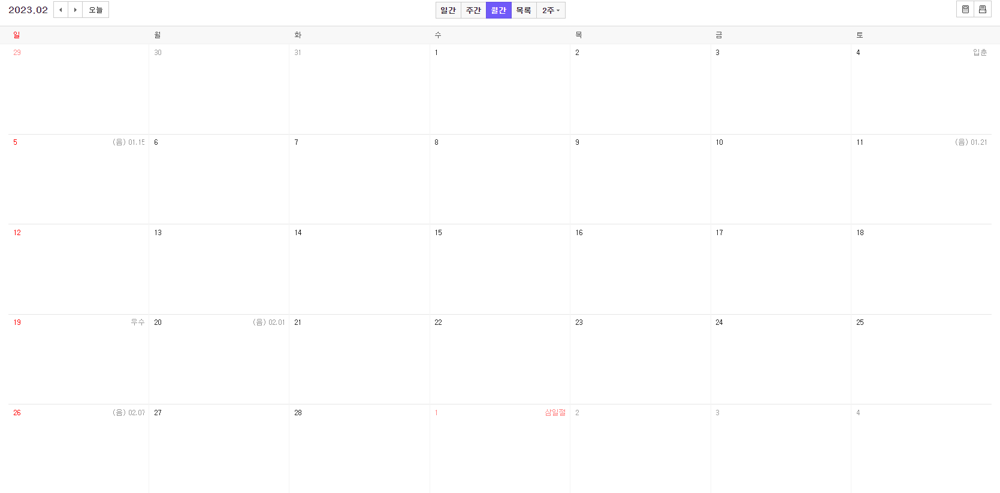 2023.02 오늘 일간 주간 월간 목록 2주
일 월 화 수 목 금 토
29 30 31 1 2 3 4 입춘
5 (음) 01.15 6 7 8 9 10 11 (음) 01.21
12 13 14 15 16 17 18
19 우수 20 (음) 02.01 21 22 23 24 25
26 (음) 02.07 27 28 1 삼일절 2 3 4